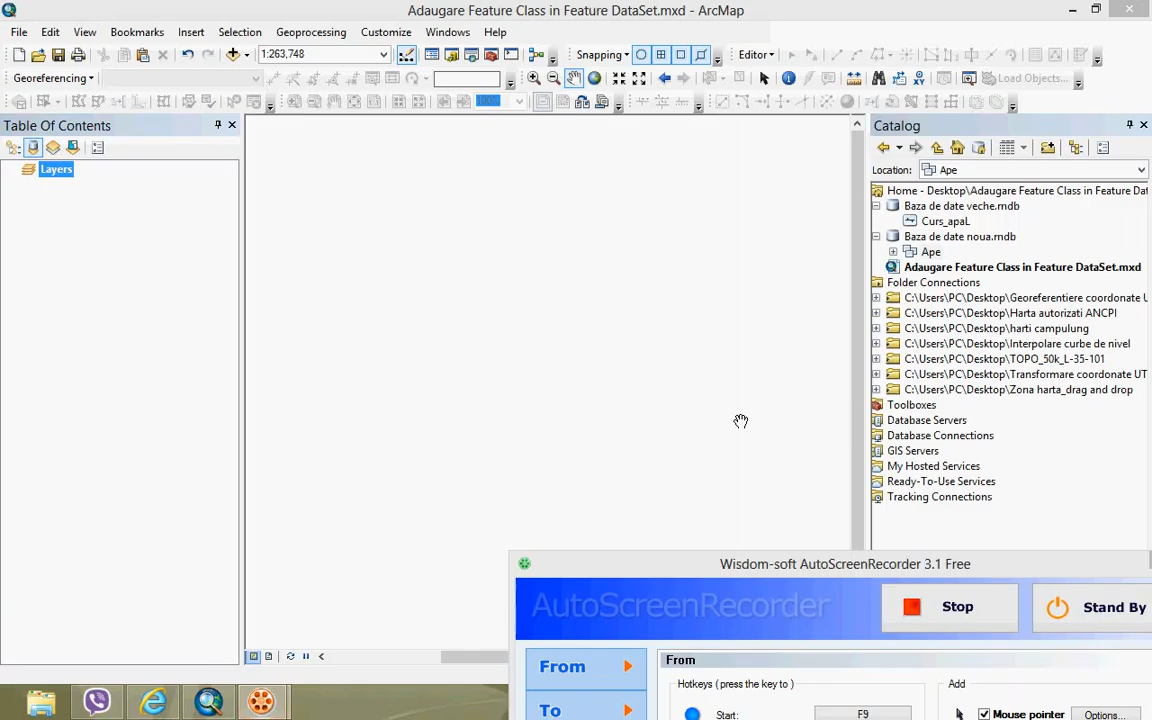 Adaugare Feature Class in Feature DataSet.mxd - ArcMap
File Edit View Bookmarks Insert Selection Geoprocessing Customize Windows Help
1:263,748 Snapping Editor
Georeferencing Load Objects...
100%
Table Of Contents
Layers
Catalog
Location: Ape
Home - Desktop\Adaugare Feature Class in Feature Dat
Baza de date veche.mdb
Curs_apaL
Baza de date noua.mdb
Ape
Adaugare Feature Class in Feature DataSet.mxd
Folder Connections
C:\Users\PC\Desktop\Georeferentiere coordonate U
C:\Users\PC\Desktop\Harta autorizati ANCPI
C:\Users\PC\Desktop\harti campulung
C:\Users\PC\Desktop\Interpolare curbe de nivel
C:\Users\PC\Desktop\TOPO_50k_L-35-101
C:\Users\PC\Desktop\Transformare coordonate UT
C:\Users\PC\Desktop\Zona harta_drag and drop
Toolboxes
Database Servers
Database Connections
GIS Servers
My Hosted Services
Ready-To-Use Services
Tracking Connections
Wisdom-soft AutoScreenRecorder 3.1 Free
AutoScreenRecorder
Stop
Stand By
From
From
Hotkeys ( press the key to )
Add
To
Start:
F9
Mouse pointer
Options...